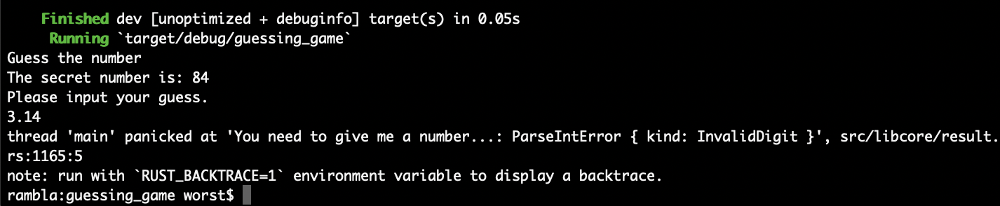 Finished dev [unoptimized + debuginfo] target(s) in 0.05s
Running `target/debug/guessing_game`
Guess the number
The secret number is: 84
Please input your guess.
3.14
thread 'main' panicked at 'You need to give me a number...: ParseIntError { kind: InvalidDigit }', src/libcore/result.
rs:1165:5
note: run with `RUST_BACKTRACE=1` environment variable to display a backtrace.
rambla:guessing_game worst$